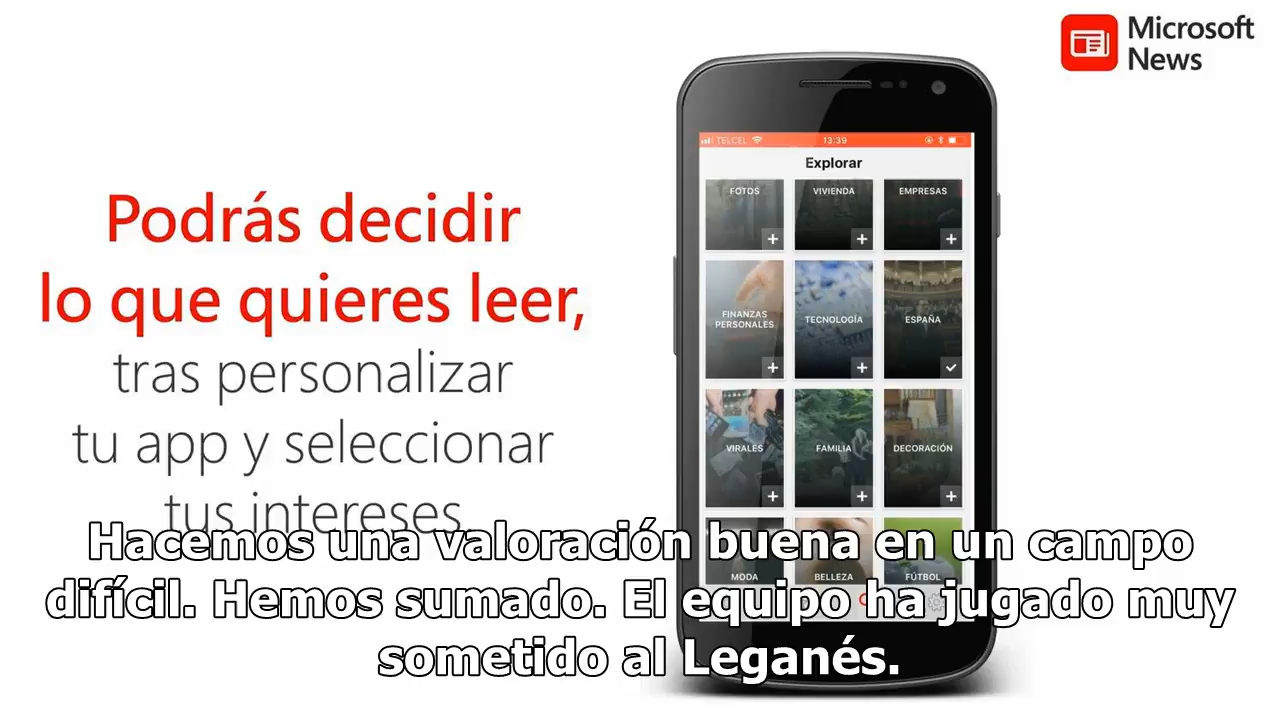 Microsoft
News
TELCEL 13:39
Explorar
FOTOS VIVIENDA EMPRESAS
FINANZAS
PERSONALES
TECNOLOGÍA
ESPAÑA
VIRALES FAMILIA DECORACIÓN
MODA BELLEZA FÚTBOL
Podrás decidir
lo que quieres leer,
tras personalizar
tu app y seleccionar
tus intereses.
Hacemos una valoración buena en un campo
difícil. Hemos sumado. El equipo ha jugado muy
sometido al Leganés.